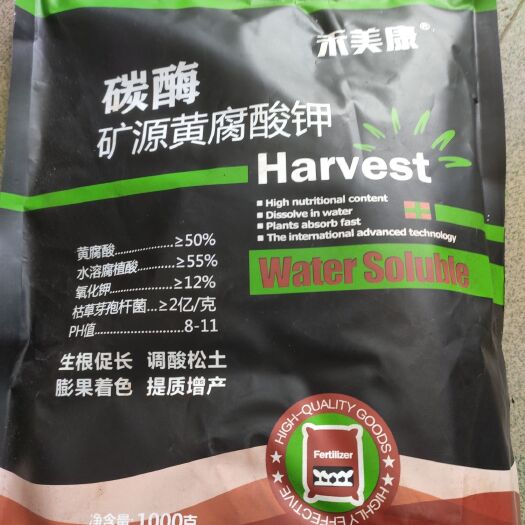 禾美康®
碳酶
矿源黄腐酸钾
Harvest
High nutritional content
Dissolve in water
Plants absorb fast
The international advanced technology
Water Soluble
黄腐酸....................≥50%
水溶腐植酸............≥55%
氧化钾....................≥12%
枯草芽孢杆菌...≥2亿/克
PH值........................8-11
生根促长 调酸松土
膨果着色 提质增产
HIGH-QUALITY GOODS
Fertilizer
HIGHLY EFFECTIVE
净含量:1000克